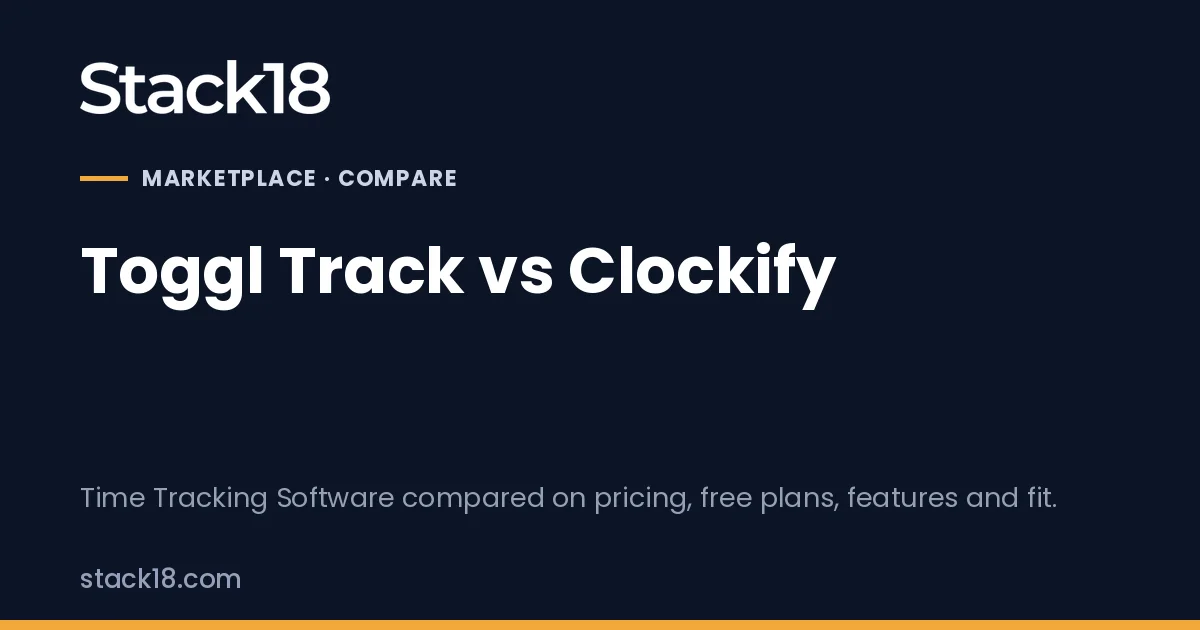 Stack18
MARKETPLACE · COMPARE
Toggl Track vs Clockify
Time Tracking Software compared on pricing, free plans, features and fit.
stack18.com